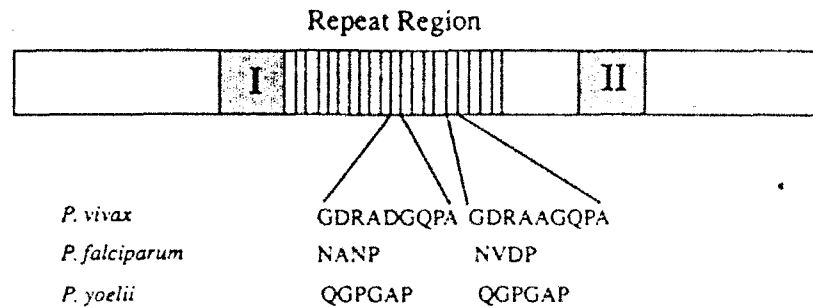 Repeat Region
I II
P. vivax GDRADGQPA GDRAAGQPA
P. falciparum NANP NVDP
P. yoelii QGPGAP QGPGAP